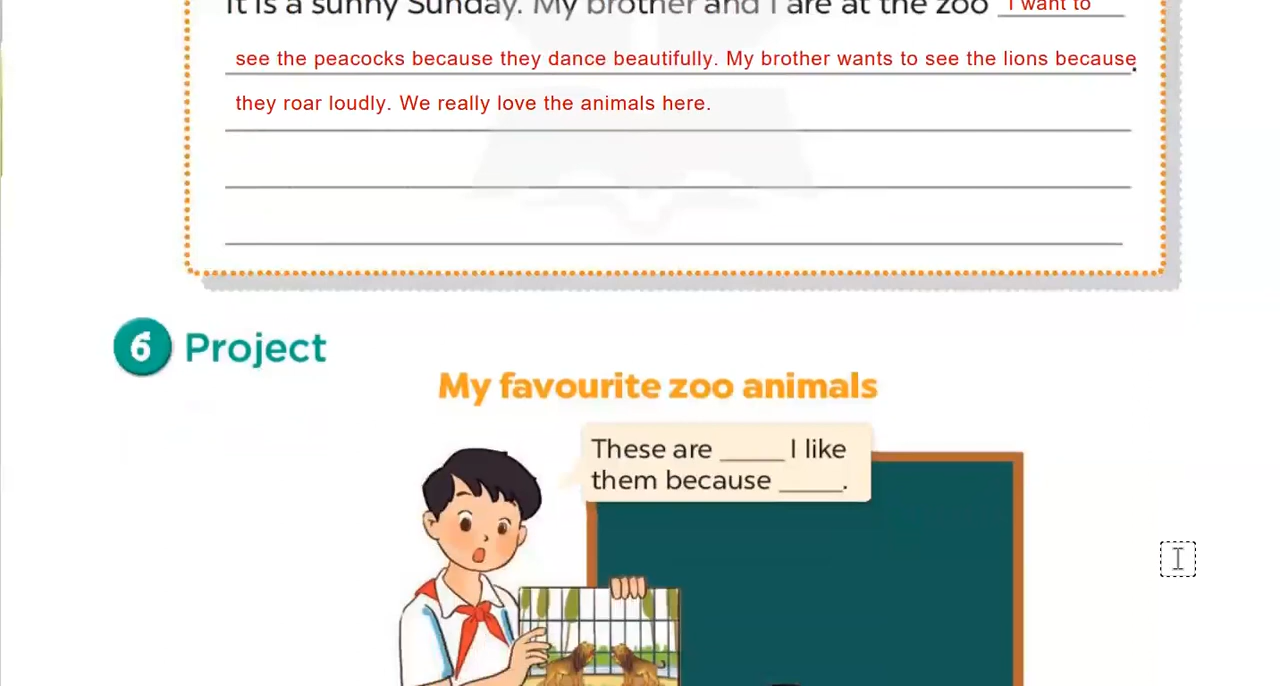 It is a sunny Sunday. My brother and I are at the zoo I want to
see the peacocks because they dance beautifully. My brother wants to see the lions because
they roar loudly. We really love the animals here.
6 Project
My favourite zoo animals
These are _____ I like
them because _____.